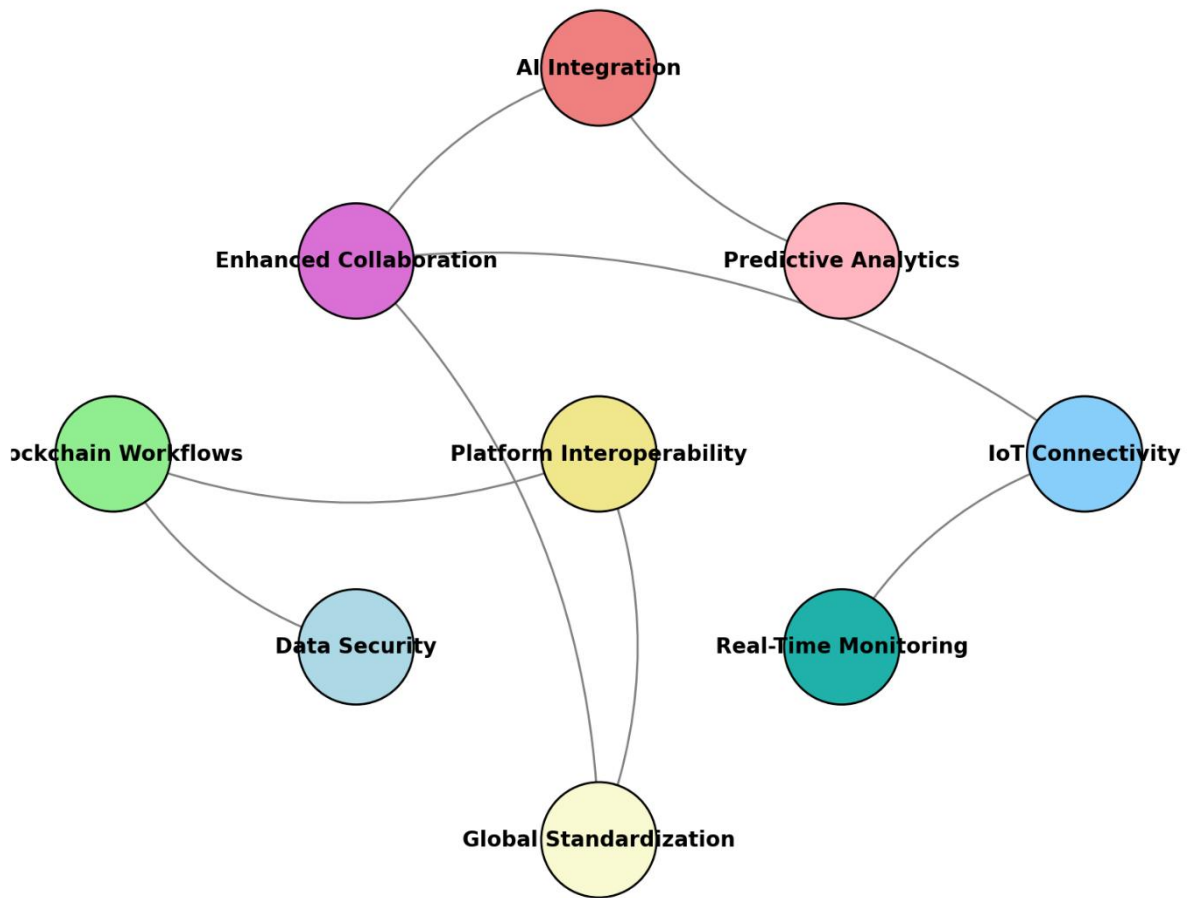 AI Integration
Enhanced Collaboration
Predictive Analytics
ockchain Workflows
Platform Interoperability
IoT Connectivity
Data Security
Real-Time Monitoring
Global Standardization